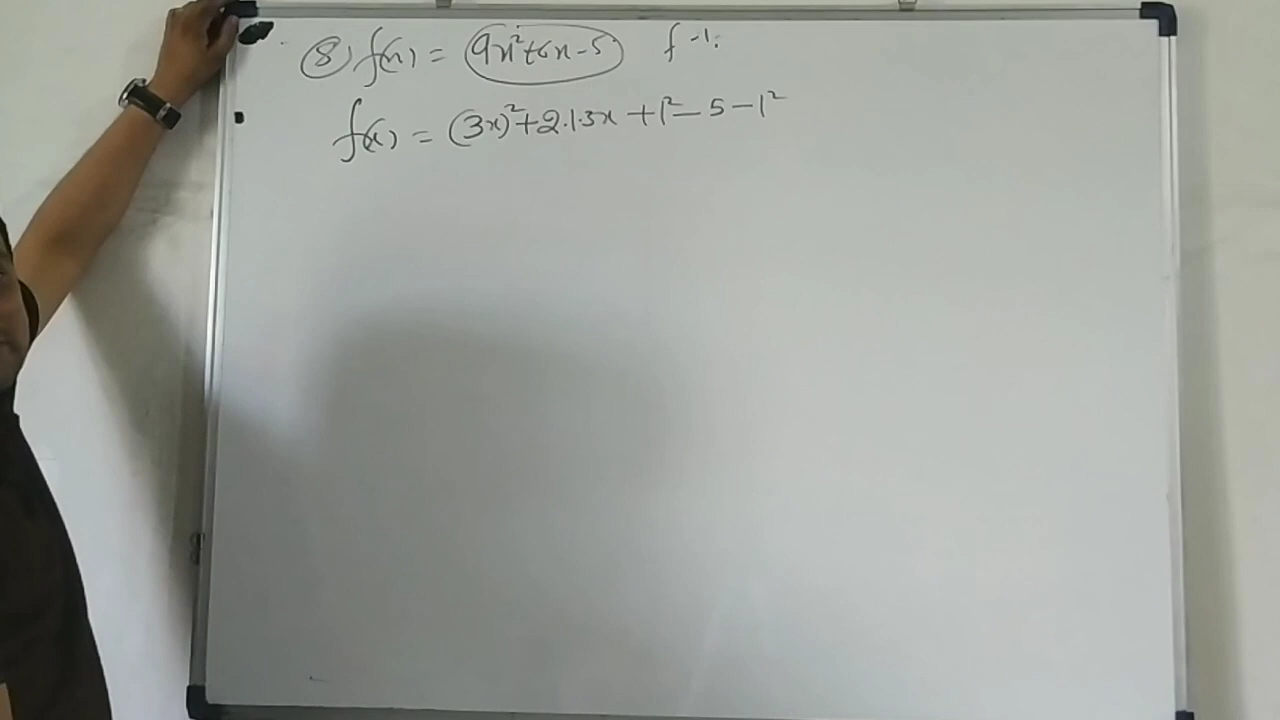 ⑧ f(x) = 9x²+6x-5 f⁻¹:
f(x) = (3x)²+2.1.3x+1²-5-1²